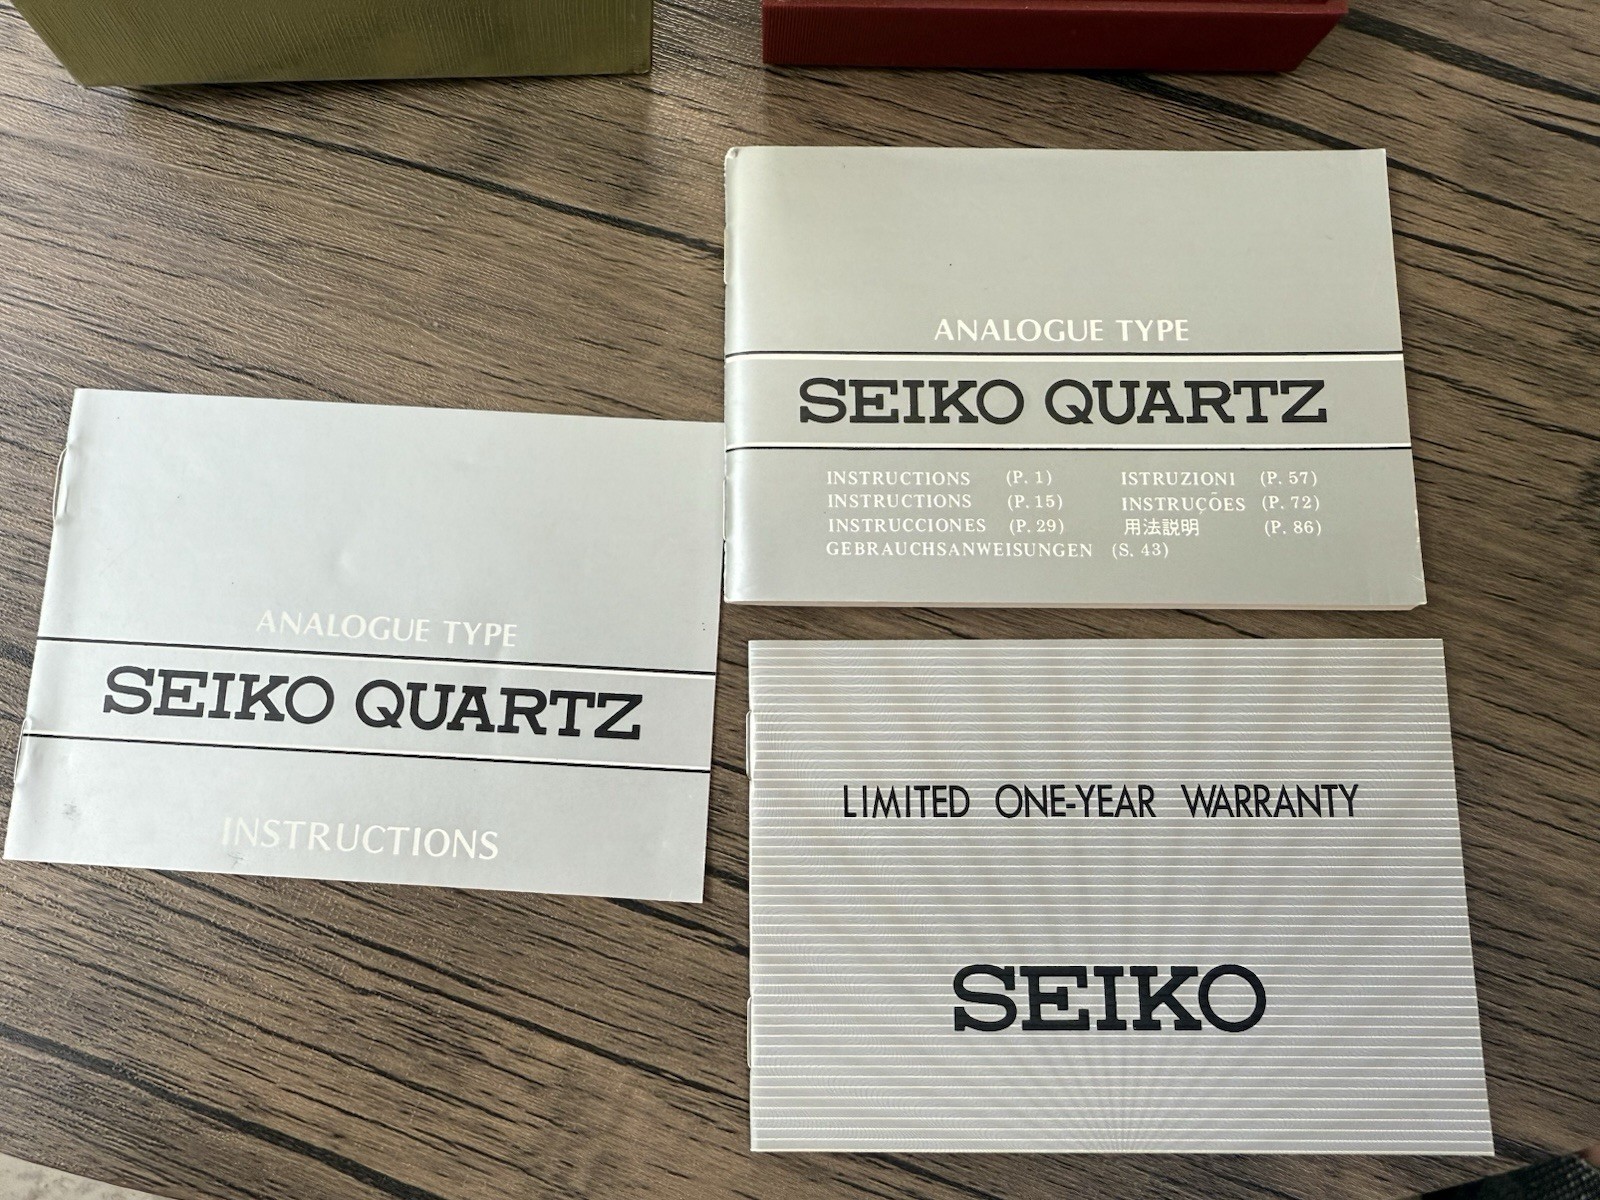 ANALOGUE TYPE
SEIKO QUARTZ
INSTRUCTIONS
ANALOGUE TYPE
SEIKO QUARTZ
INSTRUCTIONS (P. 1)
INSTRUCTIONS (P. 15)
INSTRUCCIONES (P. 29)
GEBRAUCHSANWEISUNGEN (S. 43)
ISTRUZIONI (P. 57)
INSTRUÇÕES (P. 72)
用法説明 (P. 86)
LIMITED ONE-YEAR WARRANTY
SEIKO